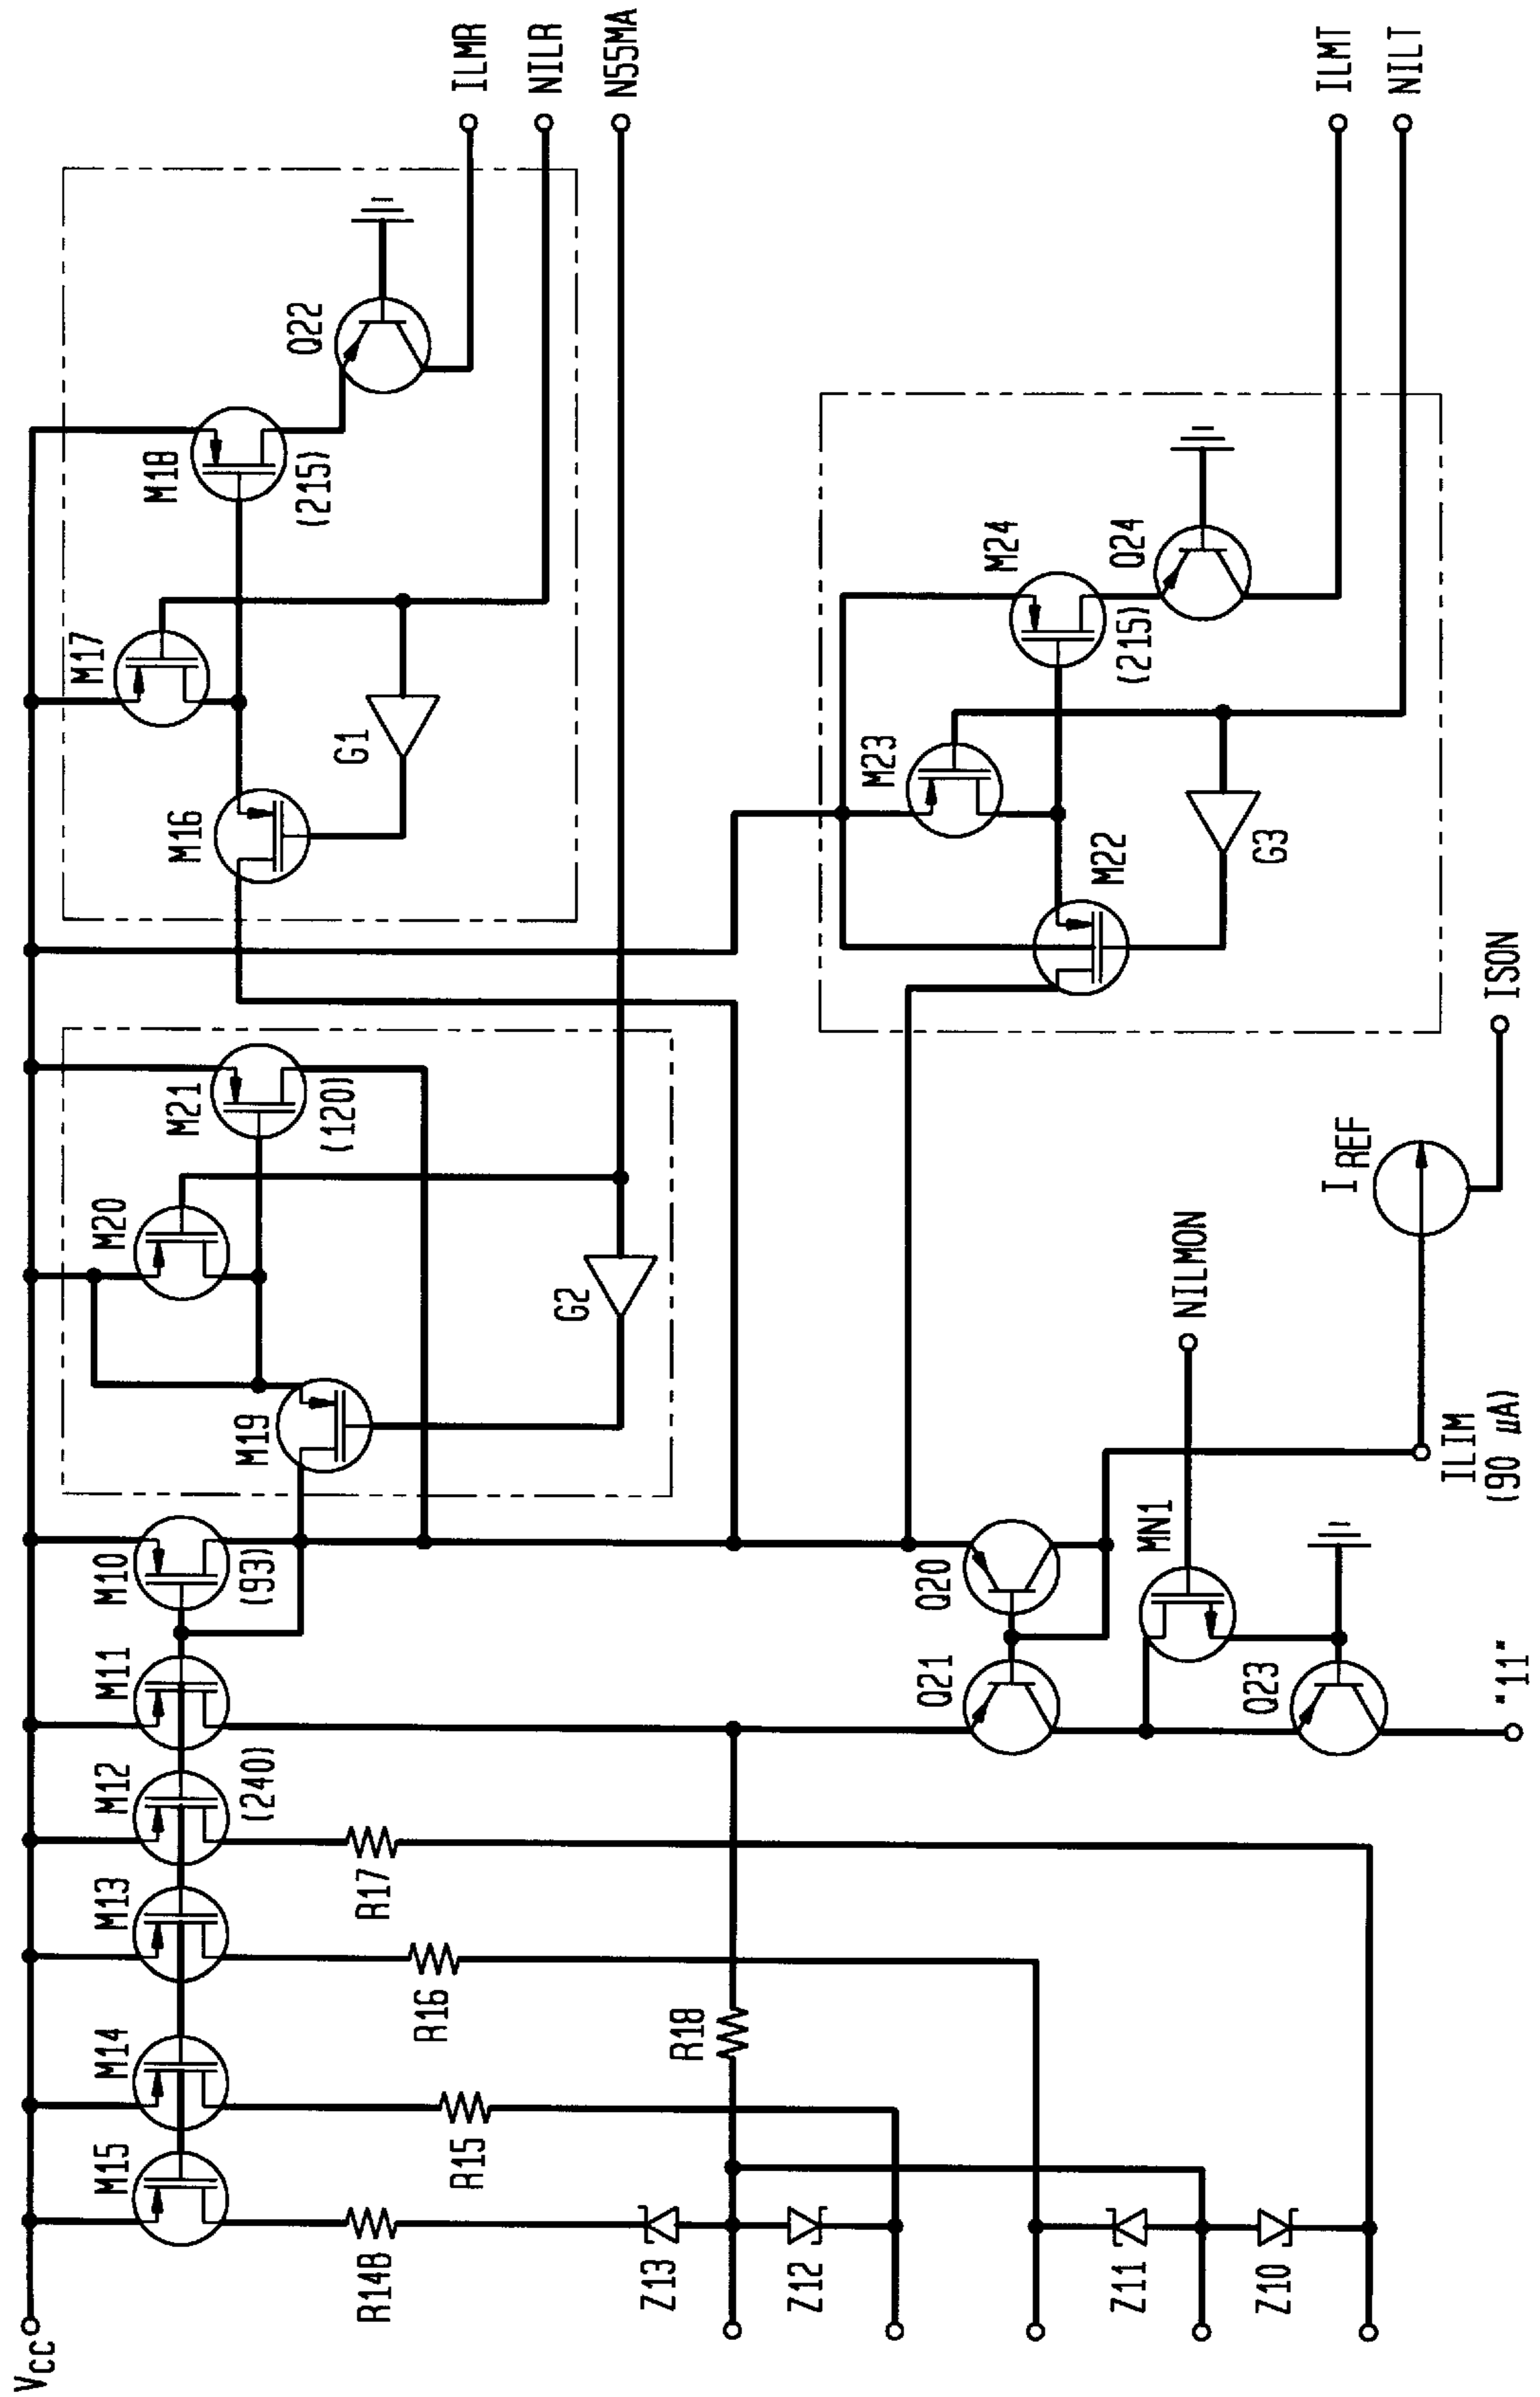 VCC
M15
M14
M13
M12
(240)
M11
M10
(93)
M19
M20
M21
(120)
G2
M16
M17
M18
(215)
G1
Q22
ILMR
NILR
N55MA
R14B
R15
R16
R17
R18
Z13
Z12
Z11
Z10
Q21
Q20
Q23
MN1
NILMON
"11"
ILIM
(90 µA)
I REF
ISON
M22
M23
M24
(215)
G3
Q24
ILMT
NILT